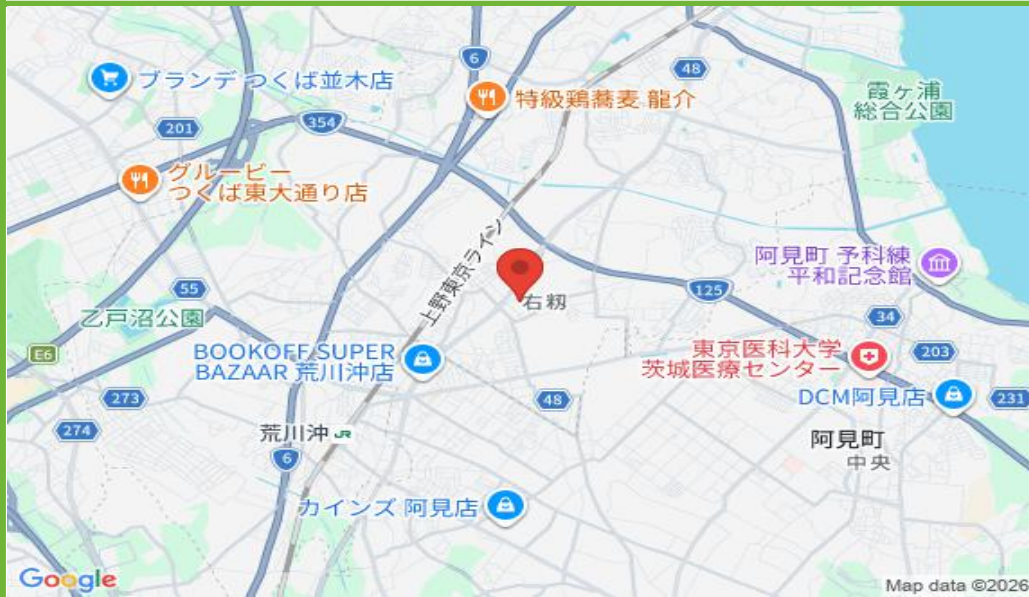 ブランデ つくば並木店
6
48
特級鶏蕎麦 龍介
霞ヶ浦
総合公園
201
354
グルービー
つくば東大通り店
上野東京ライン
阿見町 予科練
平和記念館
55
125
右籾
乙戸沼公園
34
E6
BOOKOFF SUPER
BAZAAR 荒川沖店
東京医科大学
茨城医療センター
203
273
48
DCM阿見店
231
274
荒川沖 JR
6
阿見町
中央
カインズ 阿見店
Google
Map data ©2026